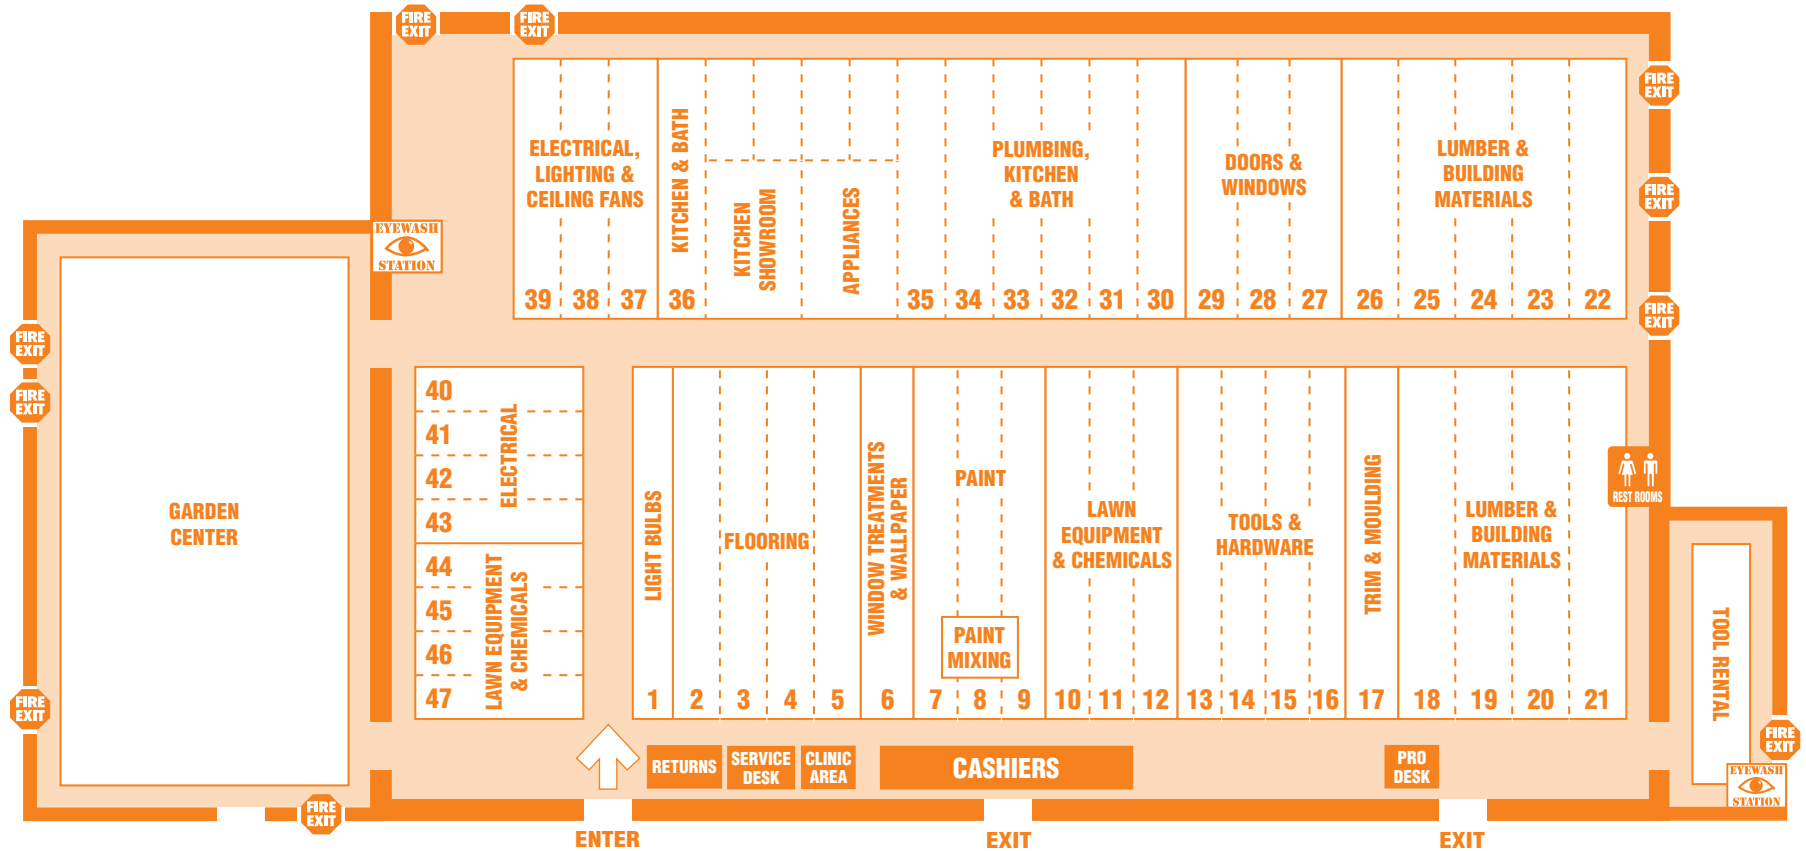 FIRE
EXIT
FIRE
EXIT
FIRE
EXIT
FIRE
EXIT
FIRE
EXIT
ELECTRICAL,
LIGHTING &
CEILING FANS
KITCHEN & BATH
KITCHEN
SHOWROOM
APPLIANCES
PLUMBING,
KITCHEN
& BATH
DOORS &
WINDOWS
LUMBER &
BUILDING
MATERIALS
39 38 37 36 35 34 33 32 31 30 29 28 27 26 25 24 23 22
EYEWASH
STATION
FIRE
EXIT
FIRE
EXIT
GARDEN
CENTER
FIRE
EXIT
FIRE
EXIT
40
41
42
43
ELECTRICAL
44
45
46
47
LAWN EQUIPMENT
& CHEMICALS
LIGHT BULBS
FLOORING
WINDOW TREATMENTS
& WALLPAPER
PAINT
PAINT
MIXING
LAWN
EQUIPMENT
& CHEMICALS
TOOLS &
HARDWARE
TRIM & MOULDING
LUMBER &
BUILDING
MATERIALS
1 2 3 4 5 6 7 8 9 10 11 12 13 14 15 16 17 18 19 20 21
REST ROOMS
TOOL RENTAL
FIRE
EXIT
EYEWASH
STATION
RETURNS
SERVICE
DESK
CLINIC
AREA
CASHIERS
PRO
DESK
ENTER
EXIT
EXIT